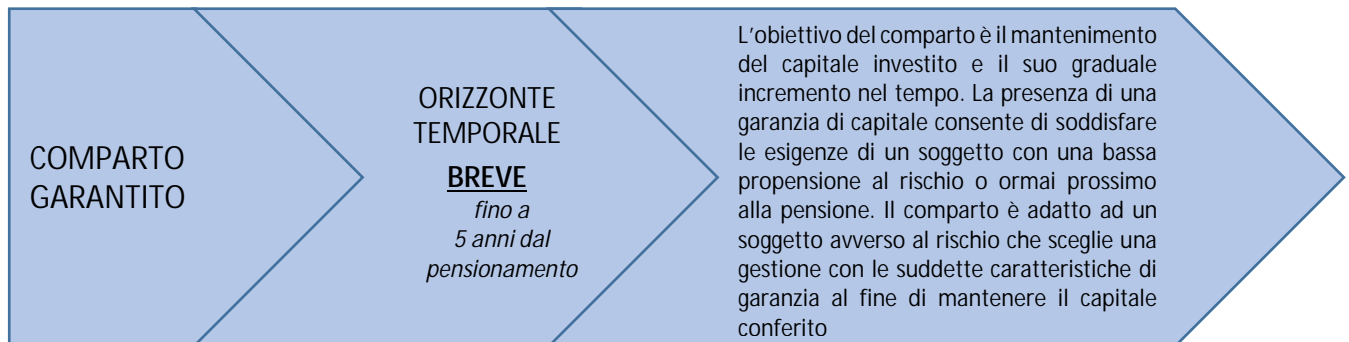 COMPARTO
GARANTITO
ORIZZONTE
TEMPORALE
BREVE
fino a
5 anni dal
pensionamento
L'obiettivo del comparto è il mantenimento
del capitale investito e il suo graduale
incremento nel tempo. La presenza di una
garanzia di capitale consente di soddisfare
le esigenze di un soggetto con una bassa
propensione al rischio o ormai prossimo
alla pensione. Il comparto è adatto ad un
soggetto avverso al rischio che sceglie una
gestione con le suddette caratteristiche di
garanzia al fine di mantenere il capitale
conferito